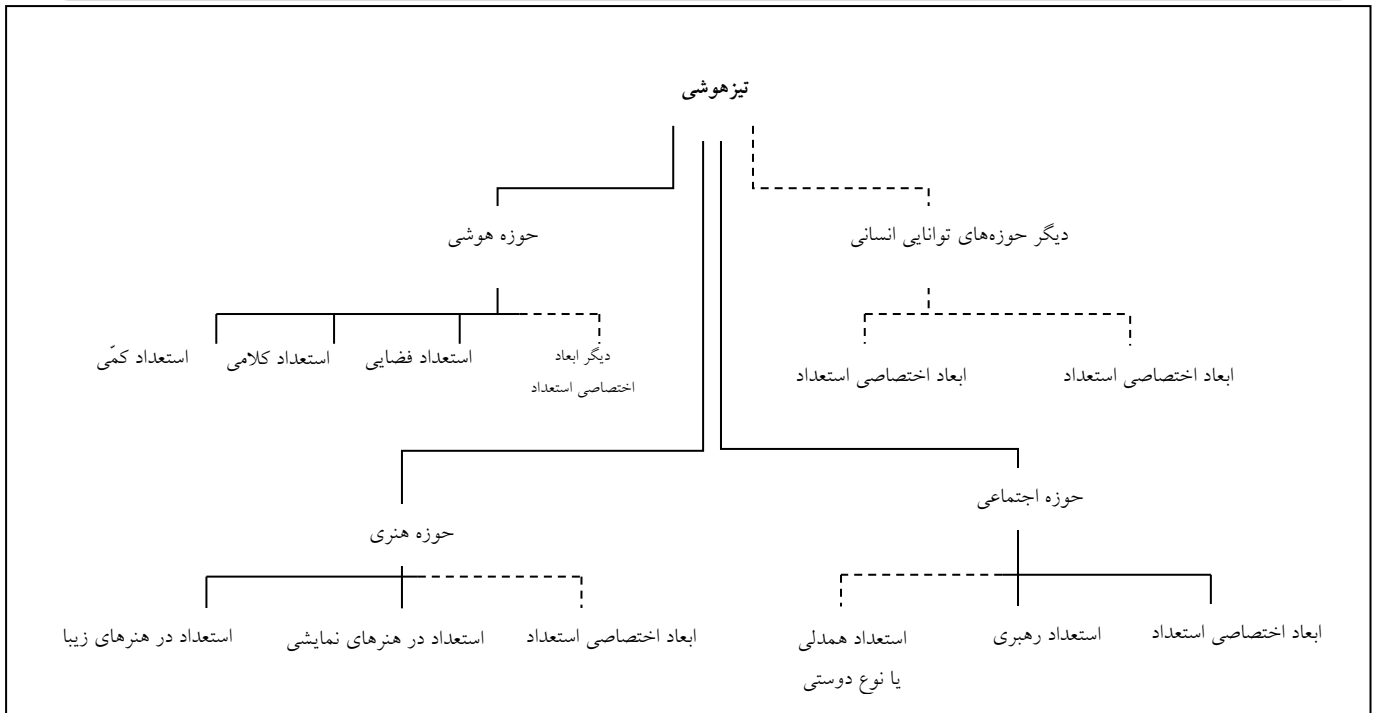 تیزهوشی
دیگر حوزه‌های توانایی انسانی
حوزه هوشی
ابعاد اختصاصی استعداد
ابعاد اختصاصی استعداد
دیگر ابعاد
اختصاصی استعداد
استعداد فضایی
استعداد کلامی
استعداد کمّی
حوزه اجتماعی
حوزه هنری
ابعاد اختصاصی استعداد
استعداد رهبری
استعداد همدلی
یا نوع دوستی
ابعاد اختصاصی استعداد
استعداد در هنرهای نمایشی
استعداد در هنرهای زیبا